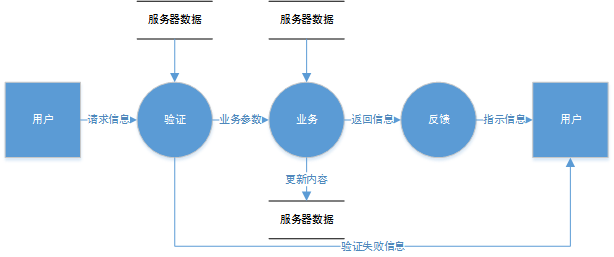 服务器数据
服务器数据
用户
请求信息
验证
业务参数
业务
返回信息
反馈
指示信息
用户
更新内容
服务器数据
验证失败信息